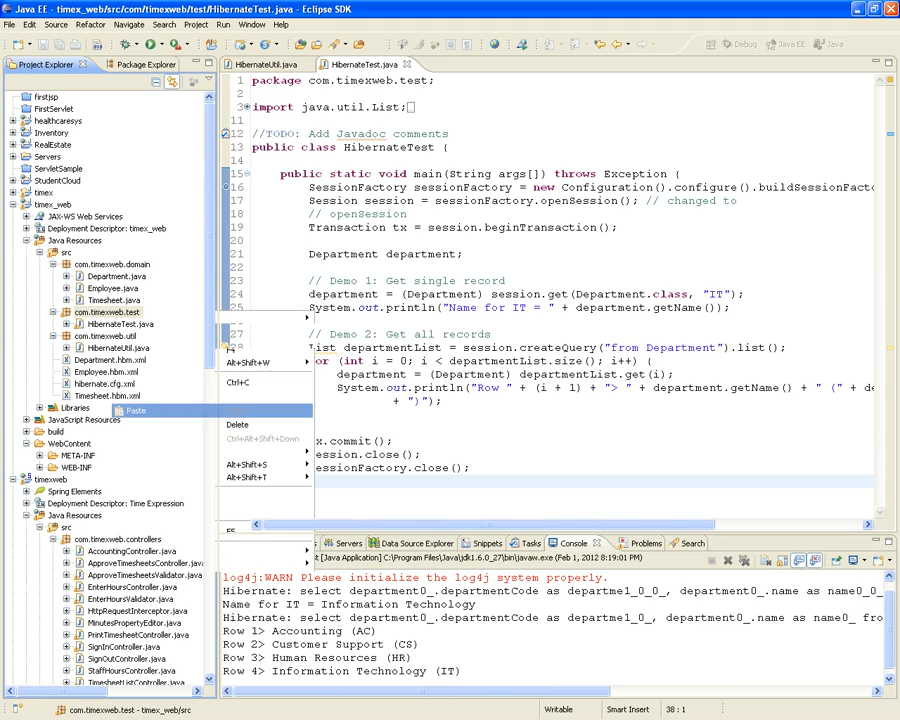 Java EE - timex_web/src/com/timexweb/test/HibernateTest.java - Eclipse SDK
File Edit Source Refactor Navigate Search Project Run Window Help
Debug Java EE Java
Project Explorer Package Explorer
firstjsp
FirstServlet
healthcaresys
Inventory
RealEstate
Servers
ServletSample
StudentCloud
timex
timex_web
JAX-WS Web Services
Deployment Descriptor: timex_web
Java Resources
src
com.timexweb.domain
Department.java
Employee.java
Timesheet.java
com.timexweb.test
HibernateTest.java
com.timexweb.util
HibernateUtil.java
Department.hbm.xml
Employee.hbm.xml
hibernate.cfg.xml
Timesheet.hbm.xml
Libraries
JavaScript Resources
build
WebContent
META-INF
WEB-INF
timexweb
Spring Elements
Deployment Descriptor: Time Expression
Java Resources
src
com.timexweb.controllers
AccountingController.java
ApproveTimesheetsController.java
ApproveTimesheetsValidator.java
EnterHoursController.java
EnterHoursValidator.java
HttpRequestInterceptor.java
MinutesPropertyEditor.java
PrintTimesheetController.java
SignInController.java
SignOutController.java
StaffHoursController.java
TimesheetListController.java
F4
Alt+Shift+W
Ctrl+C
Paste
Delete
Ctrl+Alt+Shift+Down
Alt+Shift+S
Alt+Shift+T
F5
HibernateUtil.java HibernateTest.java
1 package com.timexweb.test;
2
3 import java.util.List;
11
12 //TODO: Add Javadoc comments
13 public class HibernateTest {
14
15 public static void main(String args[]) throws Exception {
16 SessionFactory sessionFactory = new Configuration().configure().buildSessionFac
17 Session session = sessionFactory.openSession(); // changed to
18 // openSession
19 Transaction tx = session.beginTransaction();
20
21 Department department;
22
23 // Demo 1: Get single record
24 department = (Department) session.get(Department.class, "IT");
25 System.out.println("Name for IT = " + department.getName());
27 // Demo 2: Get all records
28 List departmentList = session.createQuery("from Department").list();
or (int i = 0; i < departmentList.size(); i++) {
department = (Department) departmentList.get(i);
System.out.println("Row " + (i + 1) + "> " + department.getName() + " (" + de
+ ")");
x.commit();
ession.close();
essionFactory.close();
Servers Data Source Explorer Snippets Tasks Console Problems Search
[Java Application] C:\Program Files\Java\jdk1.6.0_27\bin\javaw.exe (Feb 1, 2012 8:19:01 PM)
log4j:WARN Please initialize the log4j system properly.
Hibernate: select department0_.departmentCode as departme1_0_0_, department0_.name as name0_0_
Name for IT = Information Technology
Hibernate: select department0_.departmentCode as departme1_0_, department0_.name as name0_ fro
Row 1> Accounting (AC)
Row 2> Customer Support (CS)
Row 3> Human Resources (HR)
Row 4> Information Technology (IT)
com.timexweb.test - timex_web/src Writable Smart Insert 38 : 1